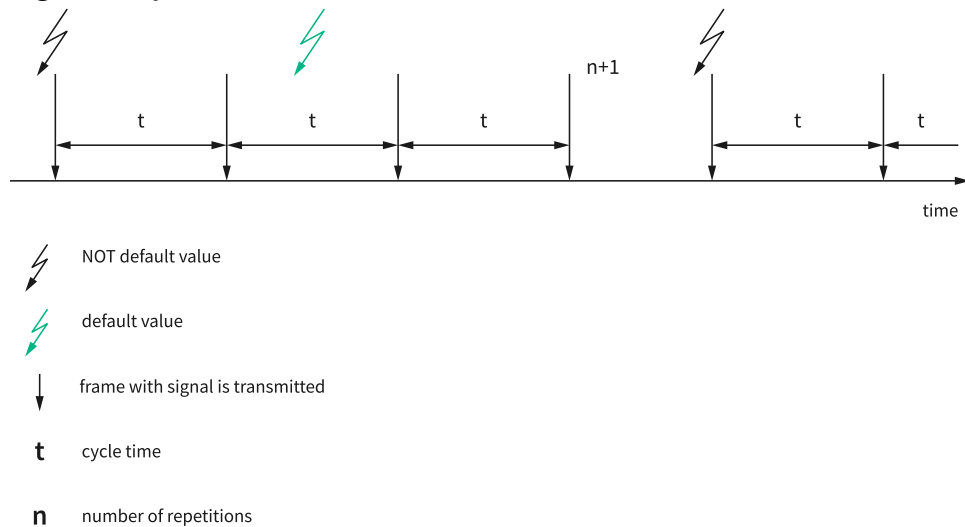 n+1
t t t t t
time
NOT default value
default value
frame with signal is transmitted
t cycle time
n number of repetitions